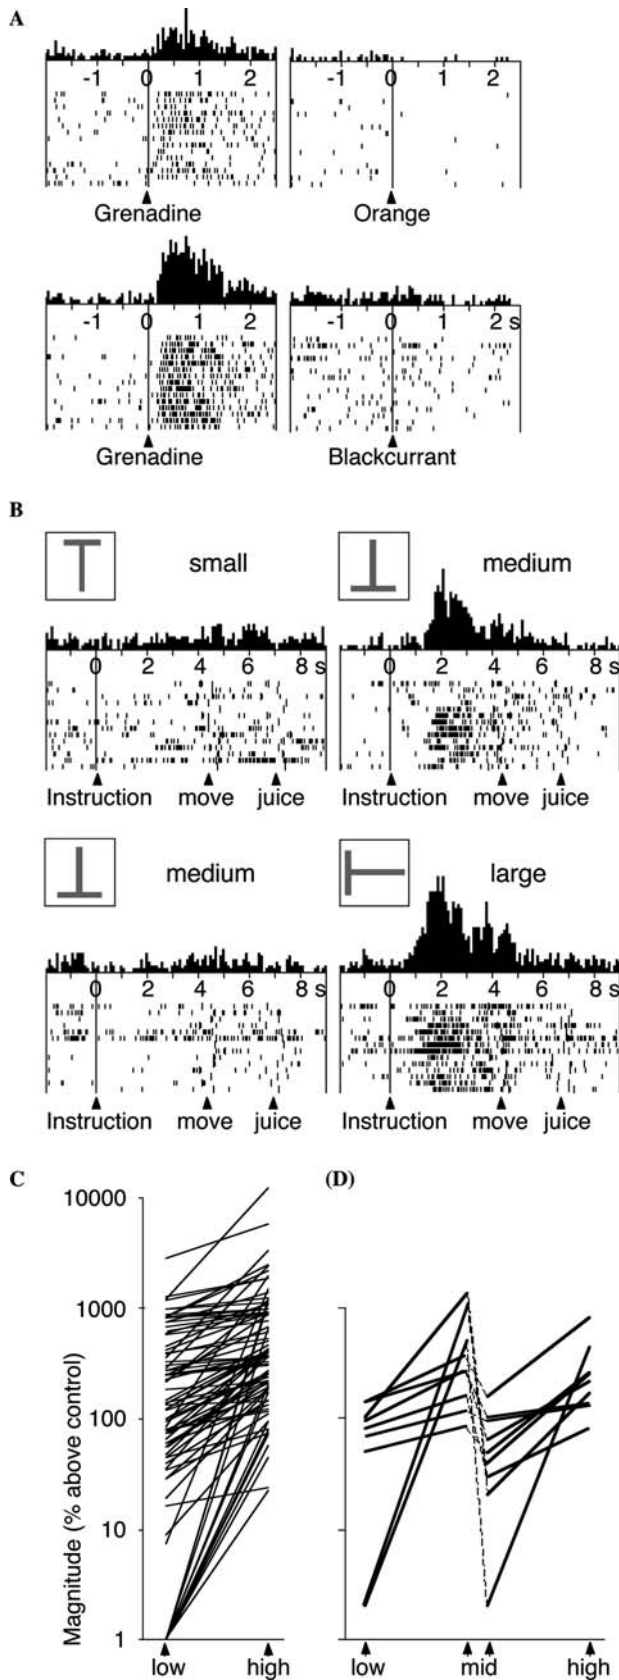 A
-1 0 1 2 -1 0 1 2
Grenadine Orange
-1 0 1 2 -1 0 1 2 s
Grenadine Blackcurrant
B
small medium
0 2 4 6 8 s 0 2 4 6 8 s
Instruction move juice Instruction move juice
medium large
0 2 4 6 8 s 0 2 4 6 8 s
Instruction move juice Instruction move juice
C (D)
Magnitude (% above control)
10000
1000
100
10
1
low high low mid high